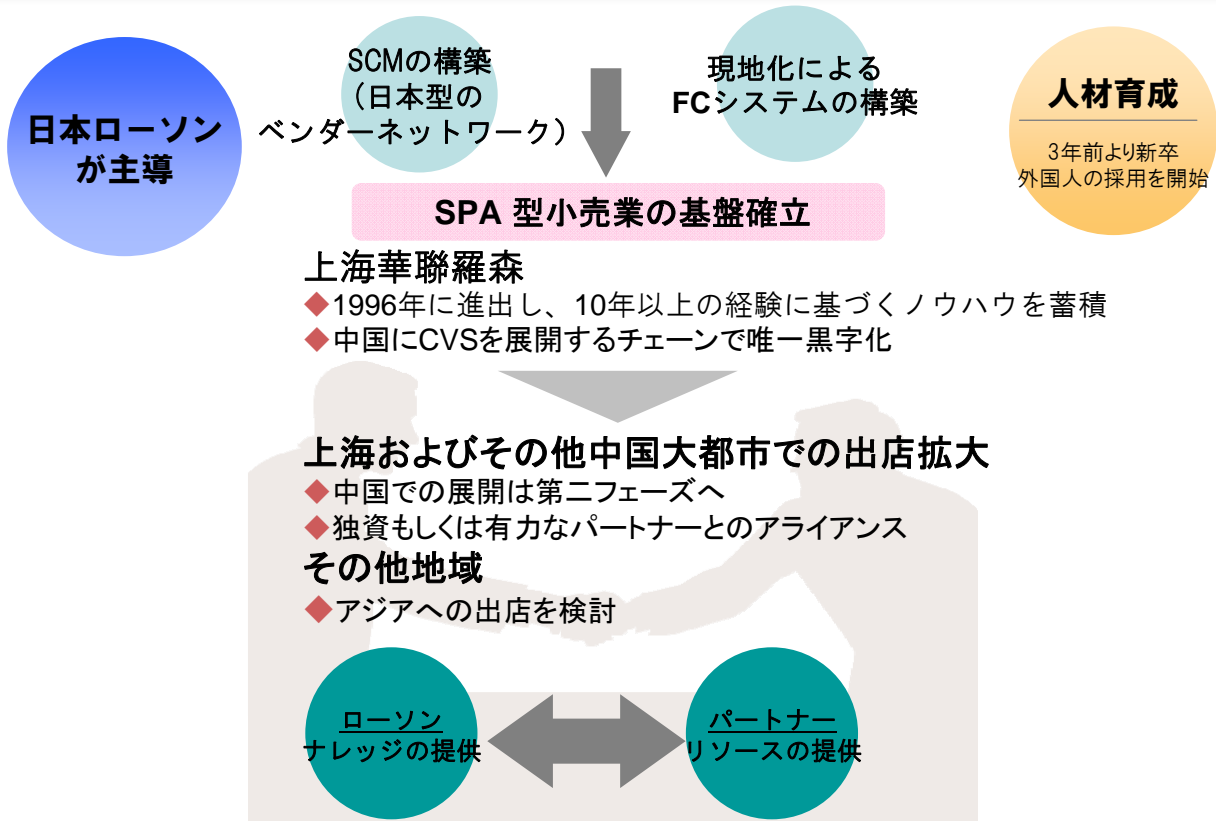 日本ローソン
が主導
SCMの構築
（日本型の
ベンダーネットワーク）
現地化による
FCシステムの構築
人材育成
3年前より新卒
外国人の採用を開始
SPA 型小売業の基盤確立
上海華聯羅森
◆1996年に進出し、10年以上の経験に基づくノウハウを蓄積
◆中国にCVSを展開するチェーンで唯一黒字化
上海およびその他中国大都市での出店拡大
◆中国での展開は第二フェーズへ
◆独資もしくは有力なパートナーとのアライアンス
その他地域
◆アジアへの出店を検討
ローソン
ナレッジの提供
パートナー
リソースの提供